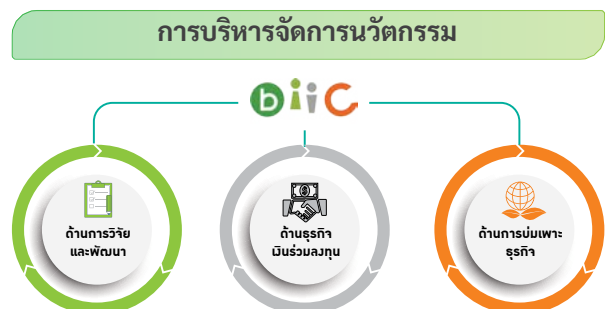 การบริหารจัดการนวัตกรรม
biiC
ด้านการวิจัย
และพัฒนา
ด้านธุรกิจ
เงินร่วมลงทุน
ด้านการบ่มเพาะ
ธุรกิจ